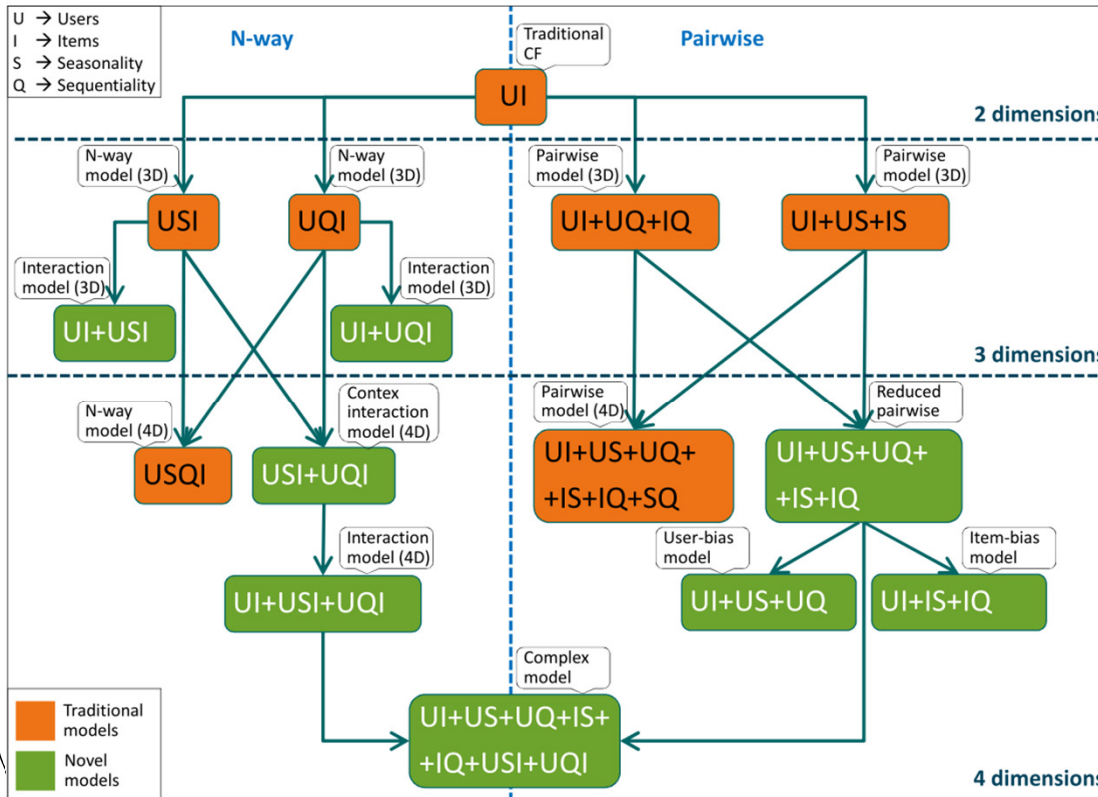 U → Users
I → Items
S → Seasonality
Q → Sequentiality
N-way
Pairwise
Traditional
CF
UI
2 dimensions
N-way
model (3D)
N-way
model (3D)
Pairwise
model (3D)
Pairwise
model (3D)
USI
UQI
UI+UQ+IQ
UI+US+IS
Interaction
model (3D)
Interaction
model (3D)
UI+USI
UI+UQI
3 dimensions
N-way
model (4D)
Contex
interaction
model (4D)
Pairwise
model (4D)
Reduced
pairwise
USQI
USI+UQI
UI+US+UQ+
+IS+IQ+SQ
UI+US+UQ+
+IS+IQ
Interaction
model (4D)
User-bias
model
Item-bias
model
UI+USI+UQI
UI+US+UQ
UI+IS+IQ
Complex
model
UI+US+UQ+IS+
+IQ+USI+UQI
Traditional
models
Novel
models
4 dimensions